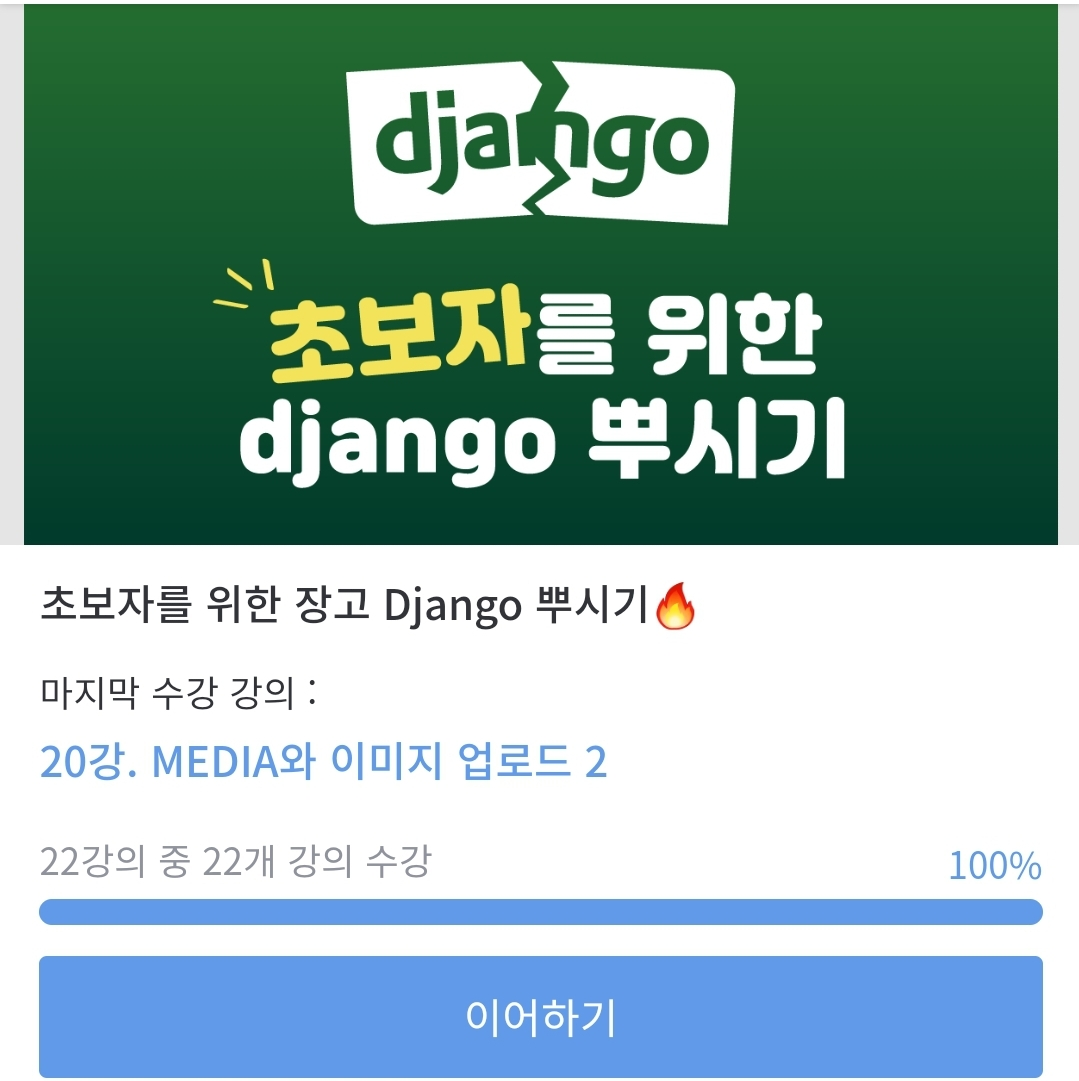 django
초보자를 위한
django 뿌시기
초보자를 위한 장고 Django 뿌시기🔥
마지막 수강 강의 :
20강. MEDIA와 이미지 업로드 2
22강의 중 22개 강의 수강
100%
이어하기